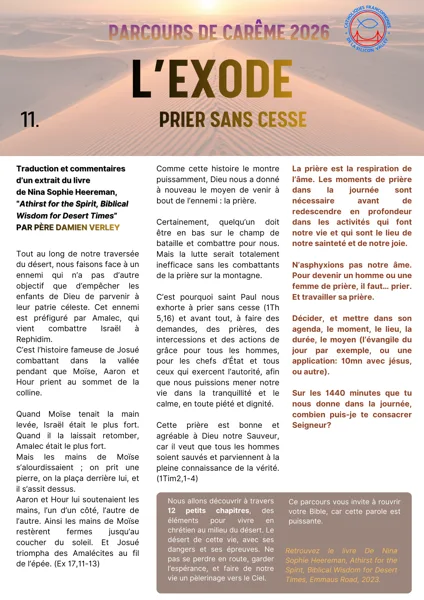 PARCOURS DE CARÊME 2026
L'EXODE
11.
PRIER SANS CESSE
Traduction et commentaires
d'un extrait du livre
de Nina Sophie Heereman,
"Athirst for the Spirit, Biblical
Wisdom for Desert Times"
PAR PÈRE DAMIEN VERLEY
Tout au long de notre traversée
du désert, nous faisons face à un
ennemi qui n'a pas d'autre
objectif que d'empêcher les
enfants de Dieu de parvenir à
leur patrie céleste. Cet ennemi
est préfiguré par Amalec, qui
vient combattre Israël à
Rephidim.
C'est l'histoire fameuse de Josué
combattant dans la vallée
pendant que Moïse, Aaron et
Hour prient au sommet de la
colline.
Quand Moïse tenait la main
levée, Israël était le plus fort.
Quand il la laissait retomber,
Amalec était le plus fort.
Mais les mains de Moïse
s'alourdissaient ; on prit une
pierre, on la plaça derrière lui, et
il s'assit dessus.
Aaron et Hour lui soutenaient les
mains, l'un d'un côté, l'autre de
l'autre. Ainsi les mains de Moïse
restèrent fermes jusqu'au
coucher du soleil. Et Josué
triompha des Amalécites au fil
de l'épée. (Ex 17,11-13)
Comme cette histoire le montre
puissamment, Dieu nous a donné
à nouveau le moyen de venir à
bout de l'ennemi : la prière.
Certainement, quelqu'un doit
être en bas sur le champ de
bataille et combattre pour nous.
Mais la lutte serait totalement
inefficace sans les combattants
de la prière sur la montagne.
C'est pourquoi saint Paul nous
exhorte à prier sans cesse (1Th
5,16) et avant tout, à faire des
demandes, des prières, des
intercessions et des actions de
grâce pour tous les hommes,
pour les chefs d'État et tous
ceux qui exercent l'autorité, afin
que nous puissions mener notre
vie dans la tranquillité et le
calme, en toute piété et dignité.
Cette prière est bonne et
agréable à Dieu notre Sauveur,
car il veut que tous les hommes
soient sauvés et parviennent à la
pleine connaissance de la vérité.
(1Tim2,1-4)
La prière est la respiration de
l'âme. Les moments de prière
dans la journée sont
nécessaire avant de
redescendre en profondeur
dans les activités qui font
notre vie et qui sont le lieu de
notre sainteté et de notre joie.
N'asphyxions pas notre âme.
Pour devenir un homme ou une
femme de prière, il faut... prier.
Et travailler sa prière.
Décider, et mettre dans son
agenda, le moment, le lieu, la
durée, le moyen (l'évangile du
jour par exemple, ou une
application: 10mn avec jésus,
ou autre).
Sur les 1440 minutes que tu
nous donne dans la journée,
combien puis-je te consacrer
Seigneur?
Nous allons découvrir à travers
12 petits chapitres, des
éléments pour vivre en
chrétien au milieu du désert. Le
désert de cette vie, avec ses
dangers et ses épreuves. Ne
pas se perdre en route, garder
l'espérance, et faire de notre
vie un pèlerinage vers le Ciel.
Ce parcours vous invite à rouvrir
votre Bible, car cette parole est
puissante.
Retrouvez le livre De Nina
Sophie Heereman, Athirst for the
Spirit, Biblical Wisdom for Desert
Times, Emmaus Road, 2023.